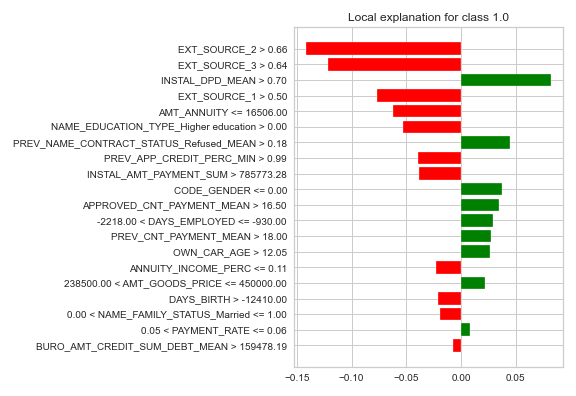 Local explanation for class 1.0
EXT_SOURCE_2 > 0.66
EXT_SOURCE_3 > 0.64
INSTAL_DPD_MEAN > 0.70
EXT_SOURCE_1 > 0.50
AMT_ANNUITY <= 16506.00
NAME_EDUCATION_TYPE_Higher education > 0.00
PREV_NAME_CONTRACT_STATUS_Refused_MEAN > 0.18
PREV_APP_CREDIT_PERC_MIN > 0.99
INSTAL_AMT_PAYMENT_SUM > 785773.28
CODE_GENDER <= 0.00
APPROVED_CNT_PAYMENT_MEAN > 16.50
-2218.00 < DAYS_EMPLOYED <= -930.00
PREV_CNT_PAYMENT_MEAN > 18.00
OWN_CAR_AGE > 12.05
ANNUITY_INCOME_PERC <= 0.11
238500.00 < AMT_GOODS_PRICE <= 450000.00
DAYS_BIRTH > -12410.00
0.00 < NAME_FAMILY_STATUS_Married <= 1.00
0.05 < PAYMENT_RATE <= 0.06
BURO_AMT_CREDIT_SUM_DEBT_MEAN > 159478.19
−0.15 −0.10 −0.05 0.00 0.05